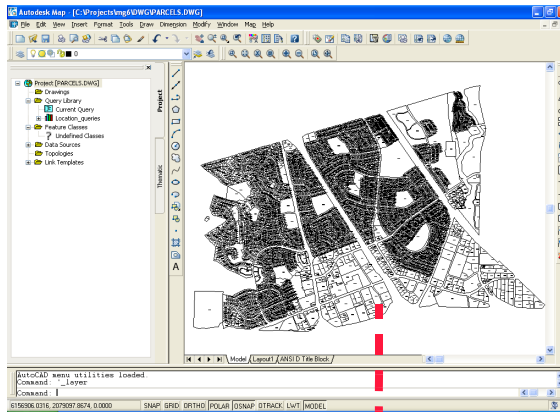 Autodesk Map - [C:\Projects\mg6\DWG\PARCELS.DWG]
File Edit View Insert Format Tools Draw Dimension Modify Window Map Help
0
Project [PARCELS.DWG]
Drawings
Query Library
Current Query
Location_queries
Feature Classes
? Undefined Classes
Data Sources
Topologies
Link Templates
Project
Thematic
A
Model Layout1 ANSI D Title Block
AutoCAD menu utilities loaded.
Command: '_layer
Command:
6156906.0316, 2079097.8674, 0.0000 SNAP GRID ORTHO POLAR OSNAP OTRACK LWT MODEL